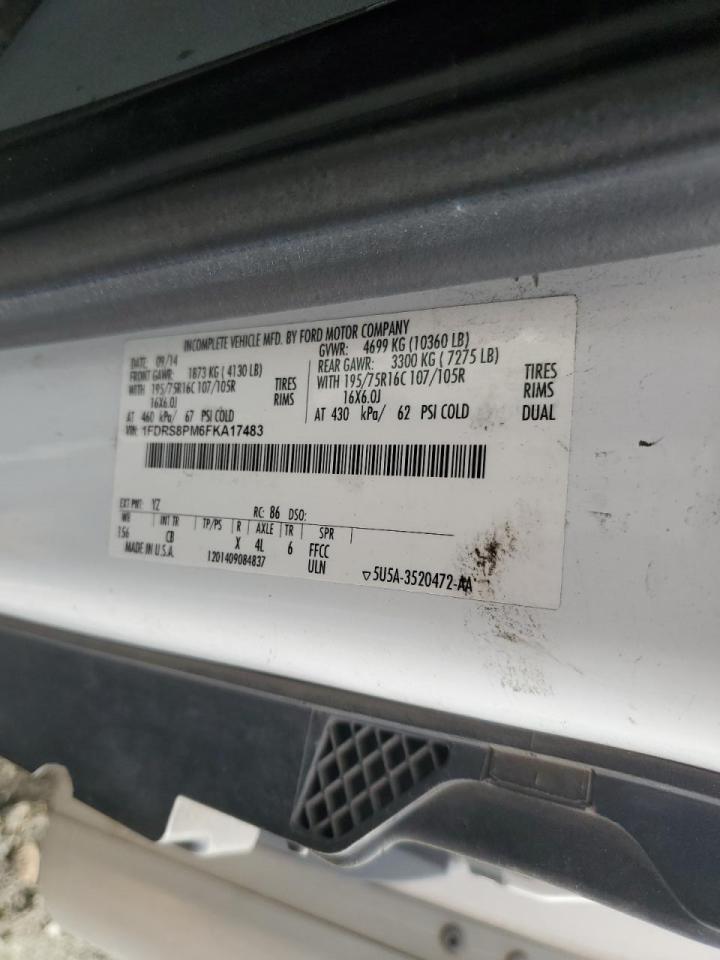 INCOMPLETE VEHICLE MFD. BY FORD MOTOR COMPANY
DATE: 09/14 GVWR: 4699 KG (10360 LB)
FRONT GAWR: 1873 KG ( 4130 LB) REAR GAWR: 3300 KG ( 7275 LB)
WITH 195/75R16C 107/105R TIRES WITH 195/75R16C 107/105R TIRES
16X6.0J RIMS 16X6.0J RIMS
AT 460 kPa/ 67 PSI COLD AT 430 kPa/ 62 PSI COLD DUAL
VIN: 1FDRS8PM6FKA17483
EXT PNT: YZ RC: 86 DSO:
WB INT TR TP/PS R AXLE TR SPR
156 CB X 4L 6 FFCC
MADE IN U.S.A. 1201409084837 ULN ▽5U5A-3520472-AA